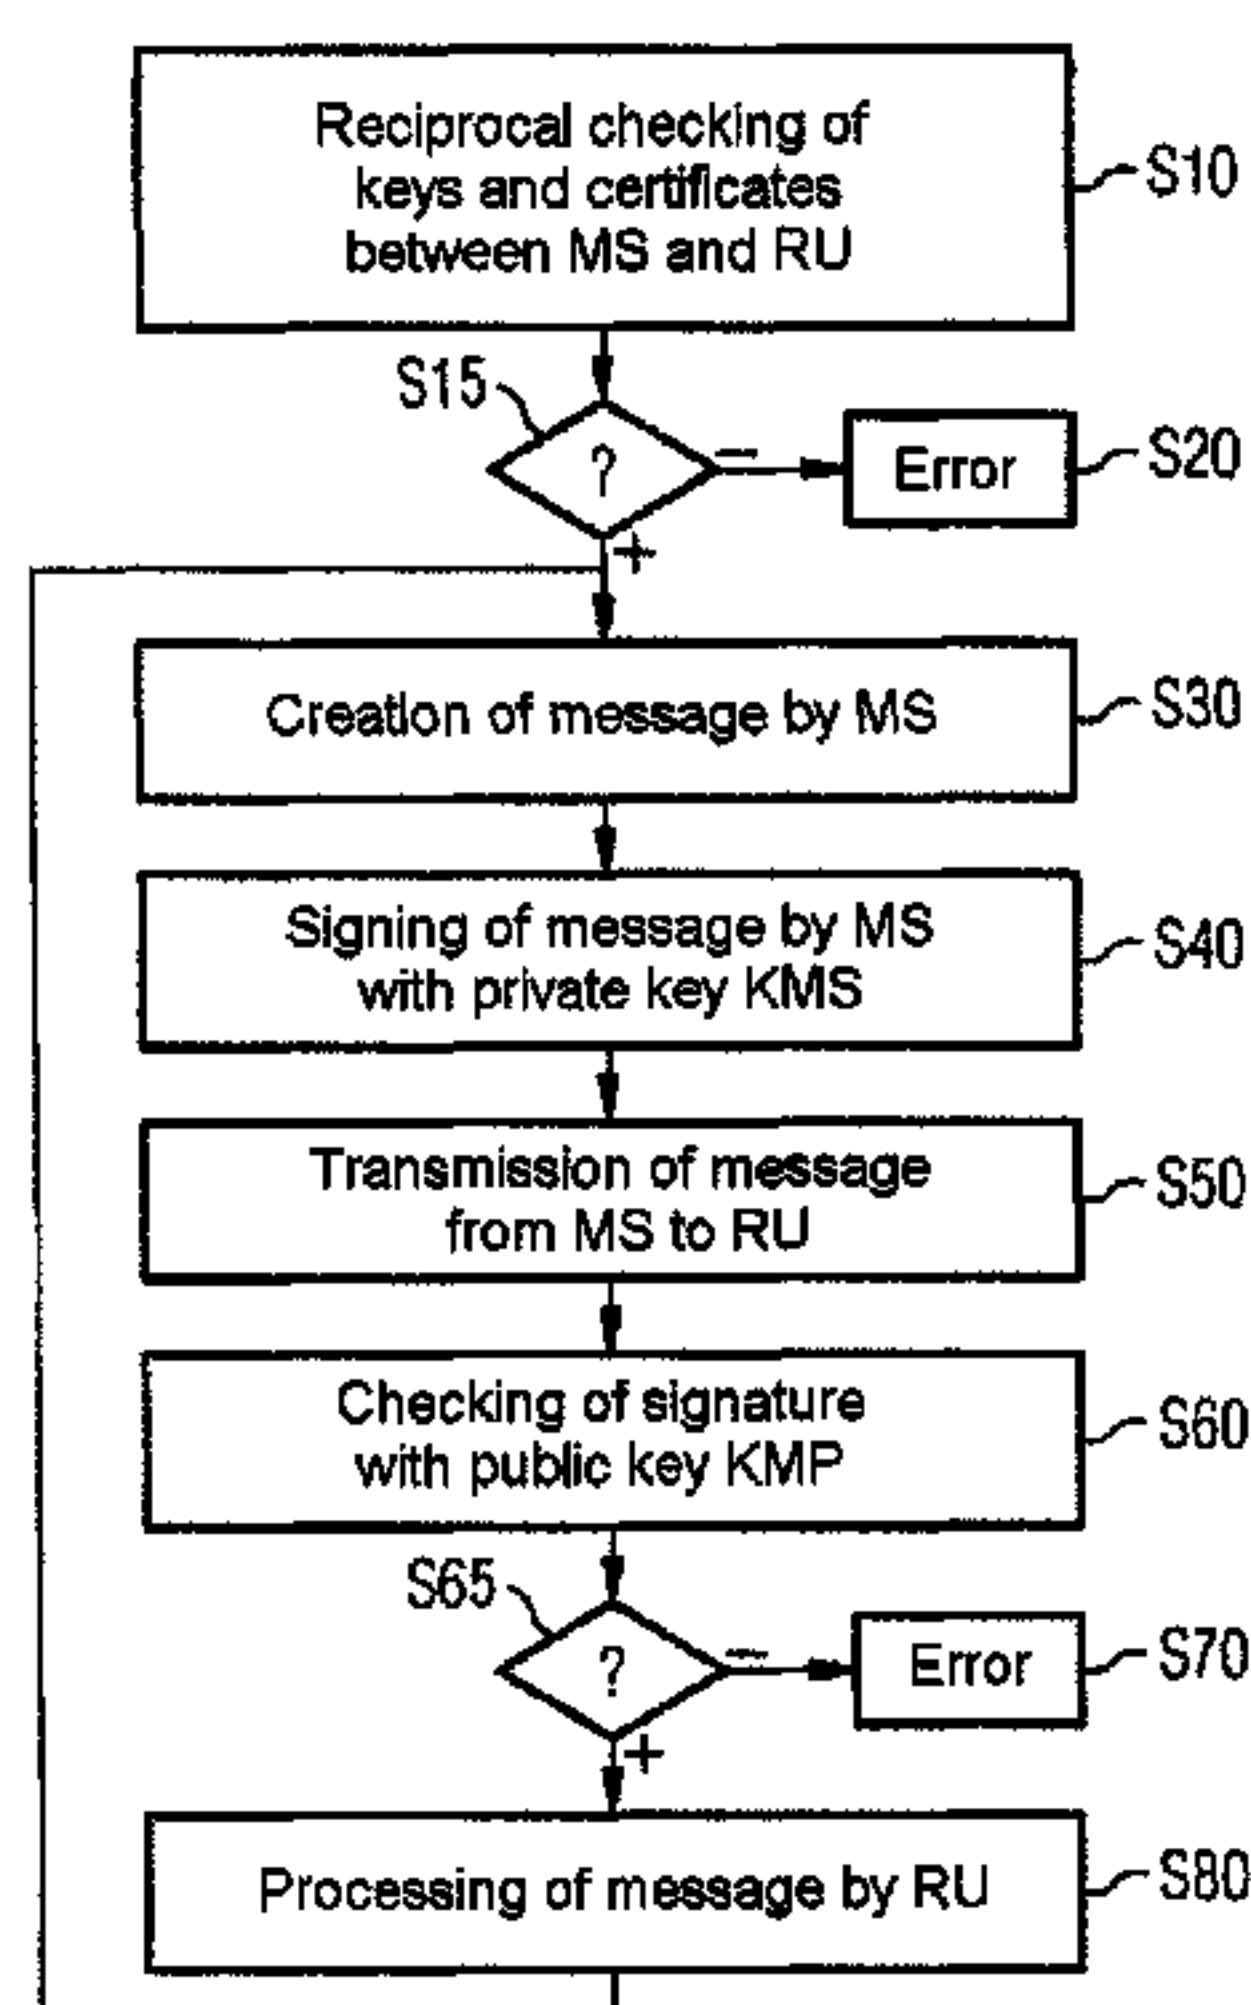 Reciprocal checking of
keys and certificates
between MS and RU
S10
S15
?
−
Error
S20
+
Creation of message by MS
S30
Signing of message by MS
with private key KMS
S40
Transmission of message
from MS to RU
S50
Checking of signature
with public key KMP
S60
S65
?
−
Error
S70
+
Processing of message by RU
S80